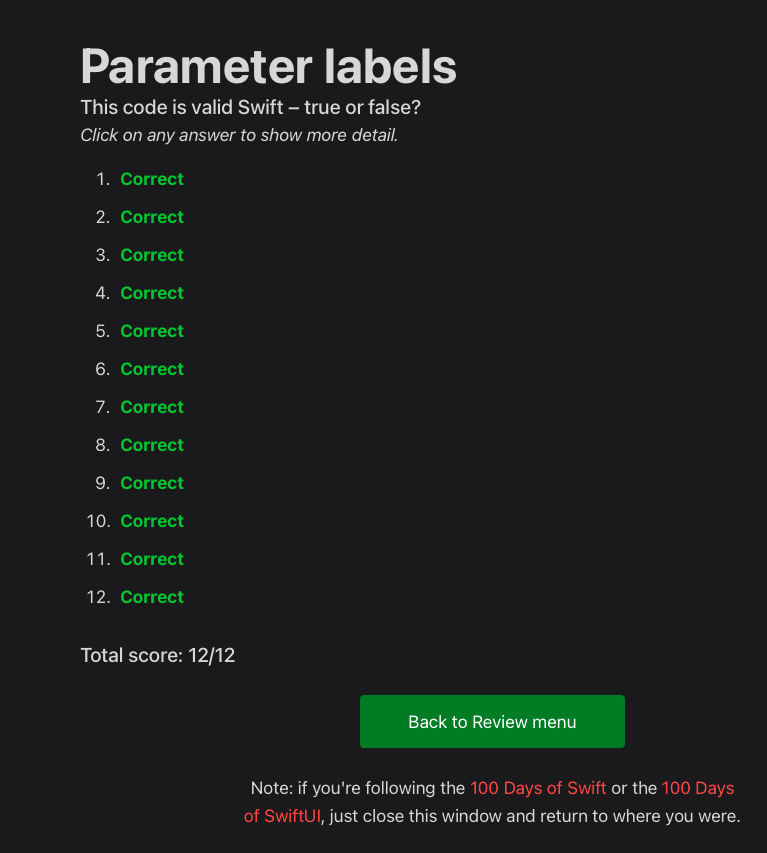 Parameter labels
This code is valid Swift – true or false?
Click on any answer to show more detail.
1. Correct
2. Correct
3. Correct
4. Correct
5. Correct
6. Correct
7. Correct
8. Correct
9. Correct
10. Correct
11. Correct
12. Correct
Total score: 12/12
Back to Review menu
Note: if you're following the 100 Days of Swift or the 100 Days
of SwiftUI, just close this window and return to where you were.